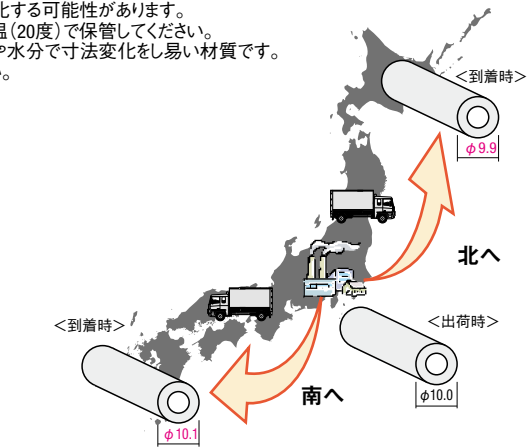 化する可能性があります。
温(20度)で保管してください。
や水分で寸法変化をし易い材質です。
い。
<到着時>
φ9.9
北へ
<到着時>
<出荷時>
φ10.0
南へ
φ10.1